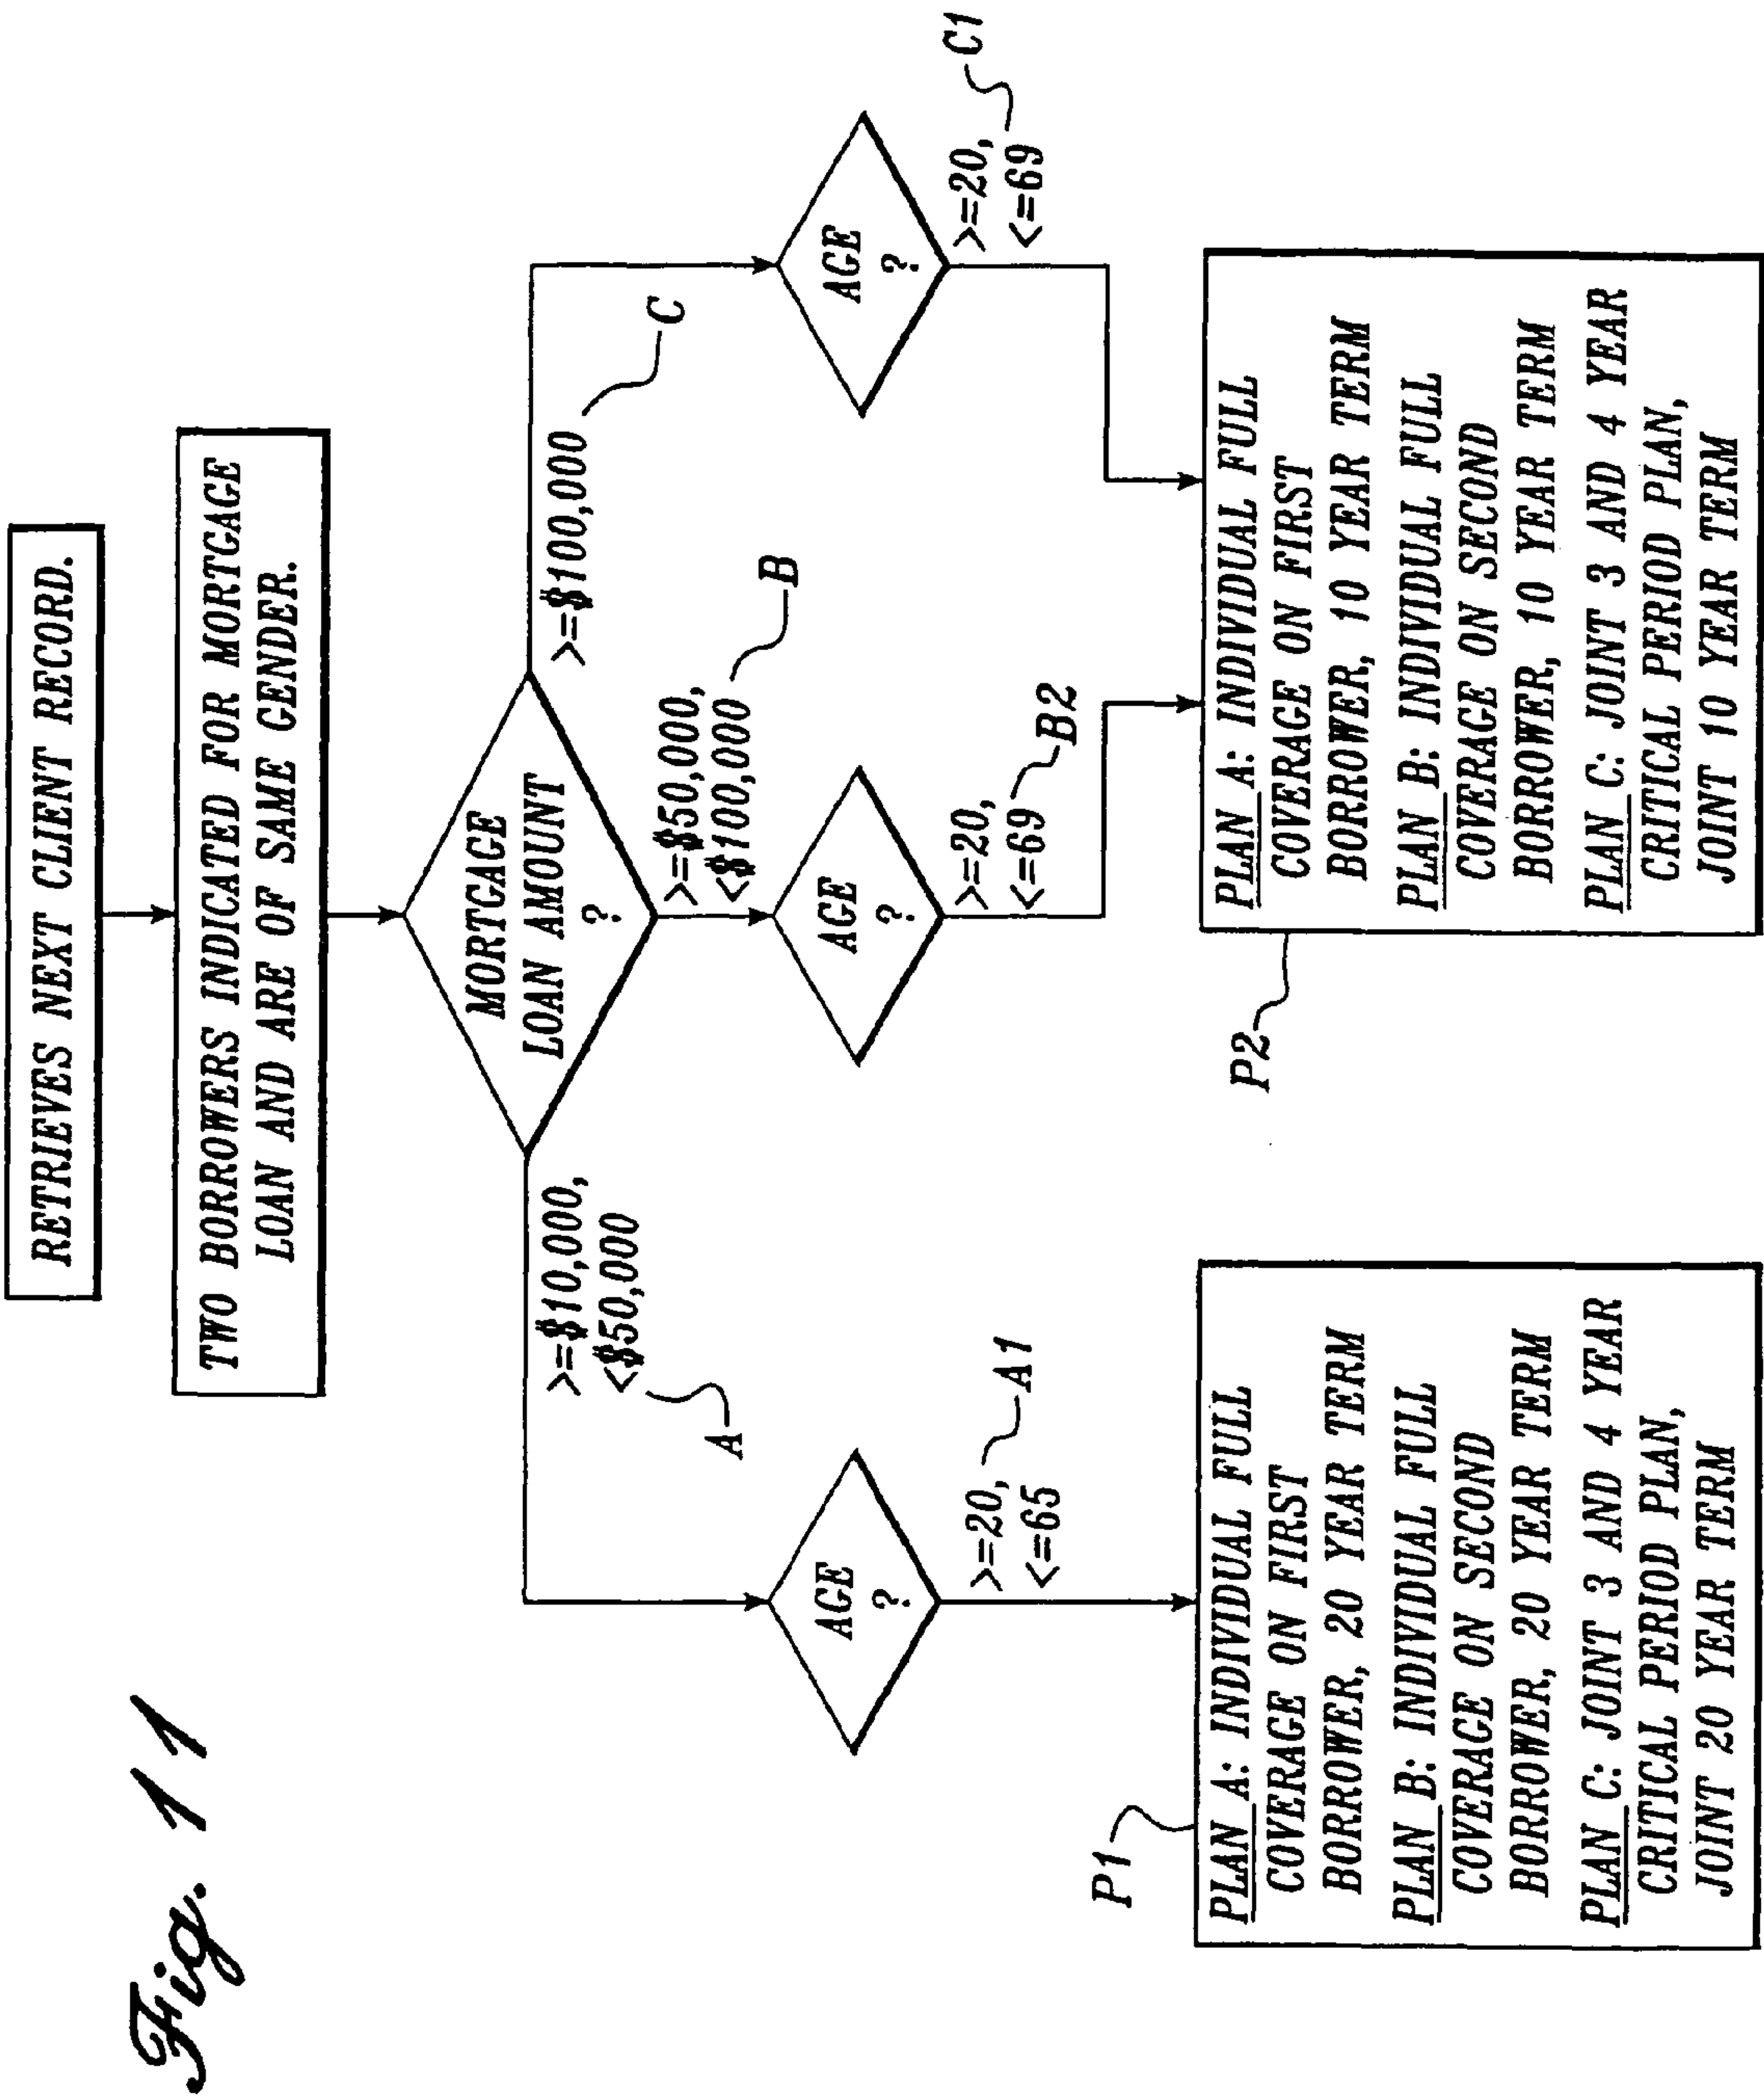 Fig. 11
RETRIEVES NEXT CLIENT RECORD.
TWO BORROWERS INDICATED FOR MORTGAGE
LOAN AND ARE OF SAME GENDER.
MORTGAGE
LOAN AMOUNT
?
>=$10,000,
<$50,000
A
>=$50,000,
<$100,000
B
>=$100,000
C
AGE
?
>=20,
<=65
A1
AGE
?
>=20,
<=69
B2
AGE
?
>=20,
<=69
C1
P1
PLAN A: INDIVIDUAL FULL
COVERAGE ON FIRST
BORROWER, 20 YEAR TERM
PLAN B: INDIVIDUAL FULL
COVERAGE ON SECOND
BORROWER, 20 YEAR TERM
PLAN C: JOINT 3 AND 4 YEAR
CRITICAL PERIOD PLAN,
JOINT 20 YEAR TERM
P2
PLAN A: INDIVIDUAL FULL
COVERAGE ON FIRST
BORROWER, 10 YEAR TERM
PLAN B: INDIVIDUAL FULL
COVERAGE ON SECOND
BORROWER, 10 YEAR TERM
PLAN C: JOINT 3 AND 4 YEAR
CRITICAL PERIOD PLAN,
JOINT 10 YEAR TERM